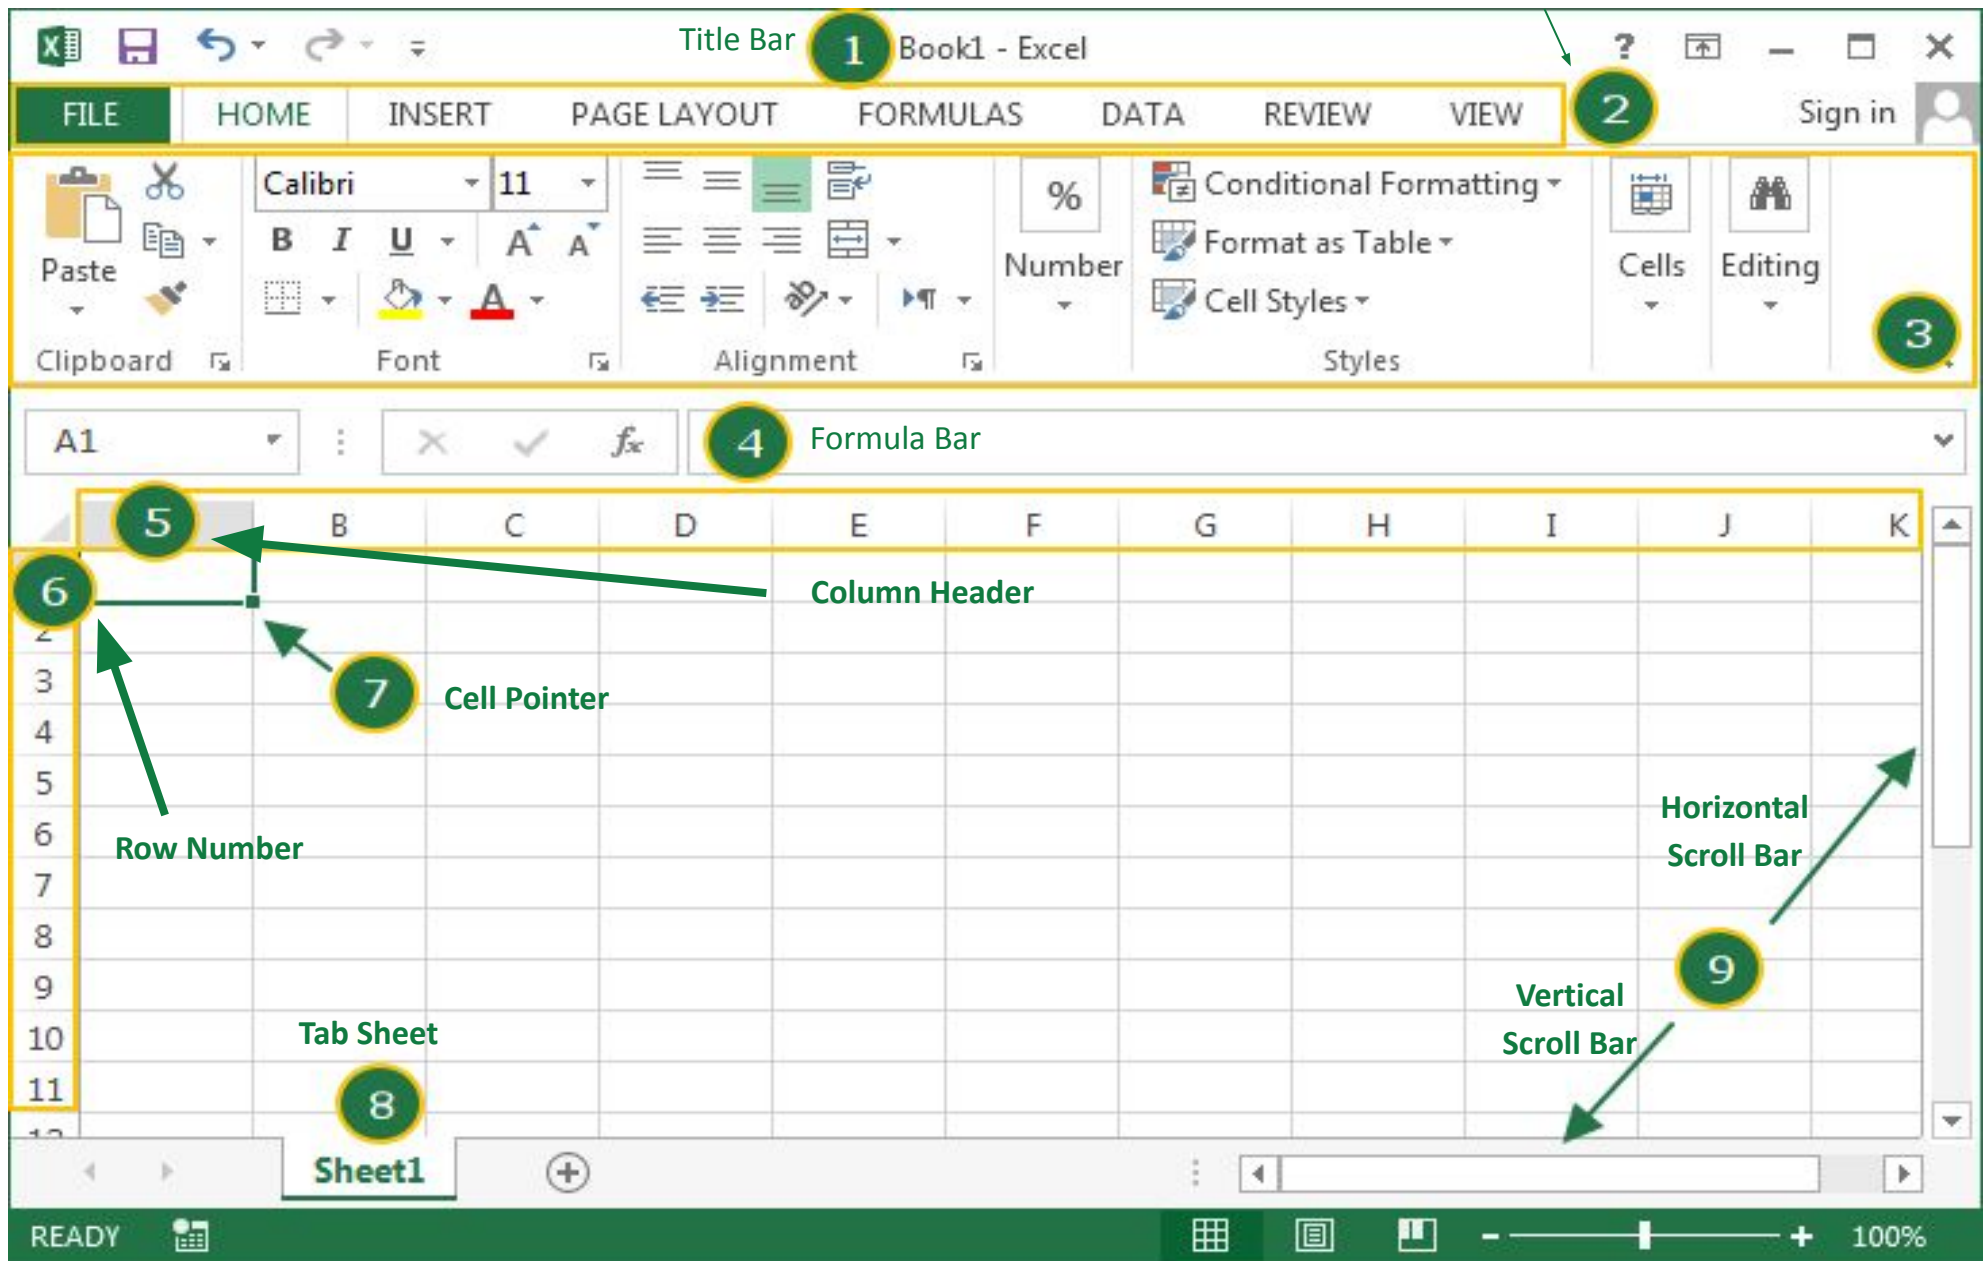 Title Bar 1 Book1 - Excel ?
FILE HOME INSERT PAGE LAYOUT FORMULAS DATA REVIEW VIEW 2 Sign in
Calibri 11 % Conditional Formatting
B I U A A Format as Table
Paste Number Cells Editing
A Cell Styles
3
Clipboard Font Alignment Styles
A1 fx 4 Formula Bar
5 B C D E F G H I J K
6 Column Header
2
3 7 Cell Pointer
4
5
Horizontal
6 Row Number
Scroll Bar
7
8
9 9
Vertical
10 Tab Sheet
Scroll Bar
11 8
12
Sheet1
READY 100%